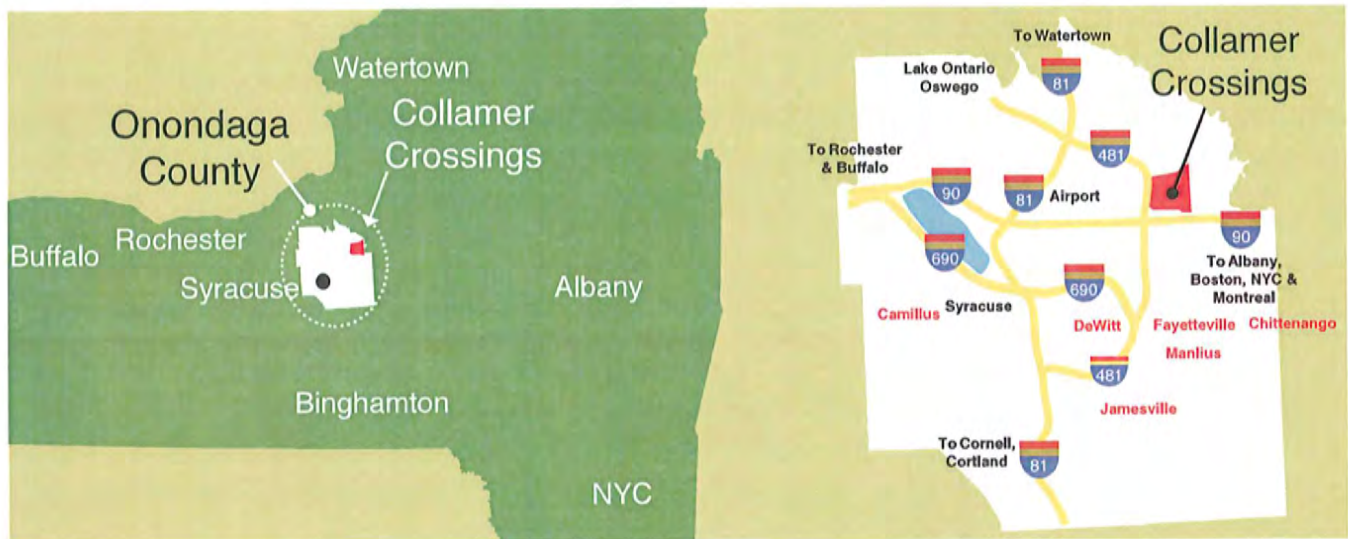 Watertown
Onondaga
County
Collamer
Crossings
Buffalo
Rochester
Syracuse
Albany
Binghamton
NYC
To Watertown
Collamer
Crossings
Lake Ontario
Oswego
81
481
To Rochester
& Buffalo
90
81
Airport
90
690
To Albany,
Boston, NYC &
Montreal
690
Camillus
Syracuse
DeWitt
Fayetteville
Chittenango
Manlius
481
Jamesville
To Cornell,
Cortland
81